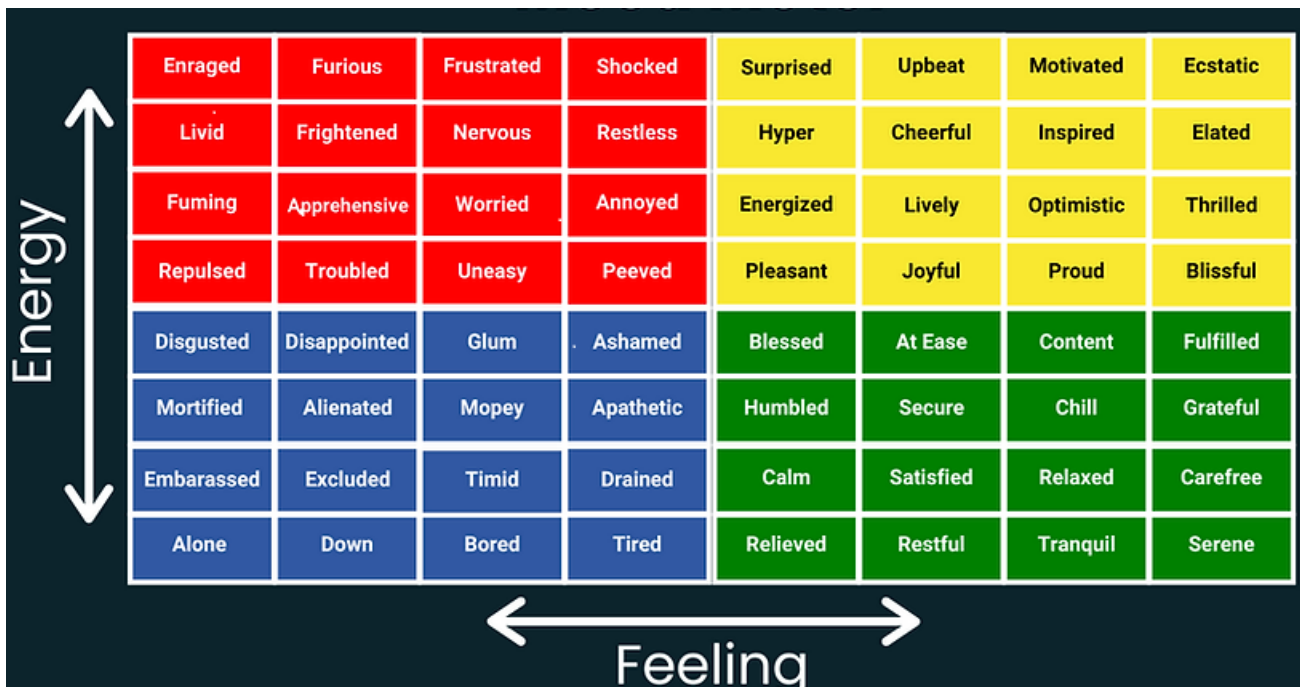 Enraged Furious Frustrated Shocked Surprised Upbeat Motivated Ecstatic
Livid Frightened Nervous Restless Hyper Cheerful Inspired Elated
Fuming Apprehensive Worried Annoyed Energized Lively Optimistic Thrilled
Repulsed Troubled Uneasy Peeved Pleasant Joyful Proud Blissful
Disgusted Disappointed Glum Ashamed Blessed At Ease Content Fulfilled
Mortified Alienated Mopey Apathetic Humbled Secure Chill Grateful
Embarassed Excluded Timid Drained Calm Satisfied Relaxed Carefree
Alone Down Bored Tired Relieved Restful Tranquil Serene
Energy
Feeling